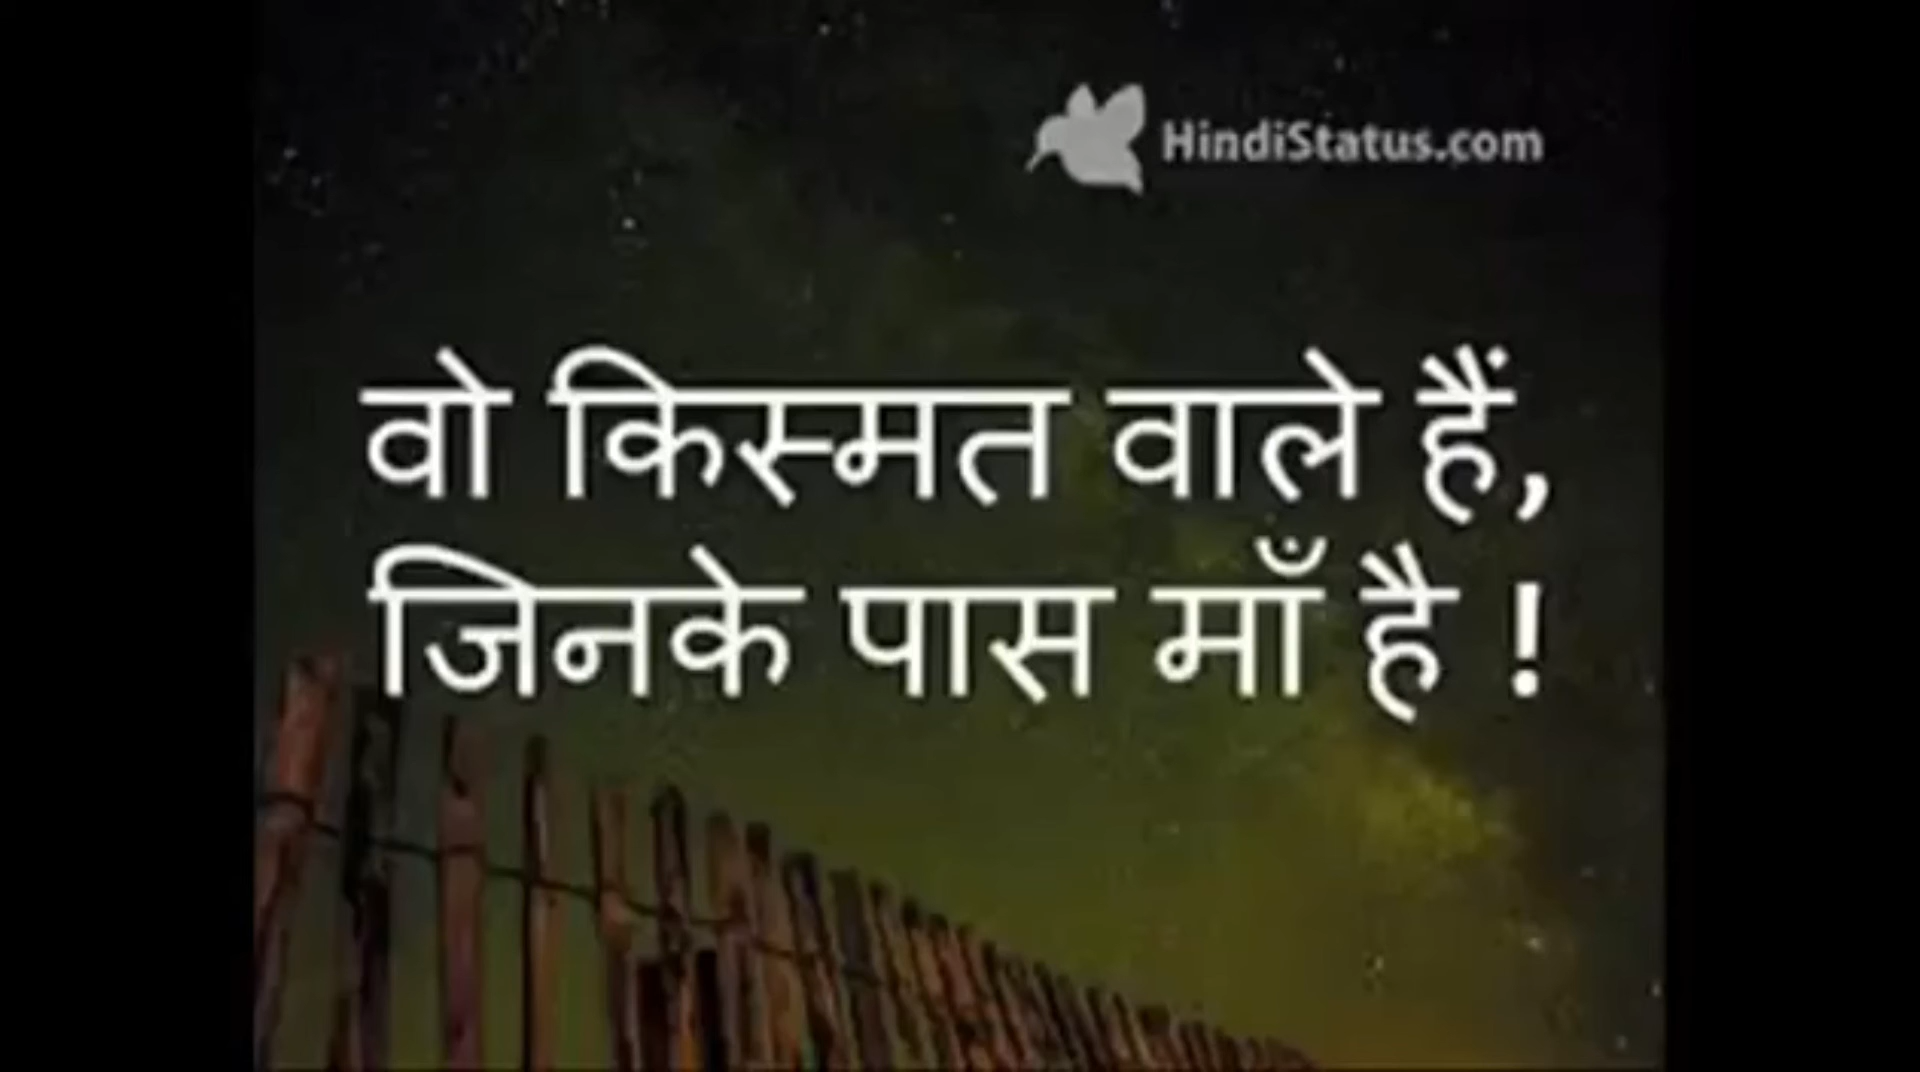 HindiStatus.com
वो किस्मत वाले हैं,
जिनके पास माँ है !